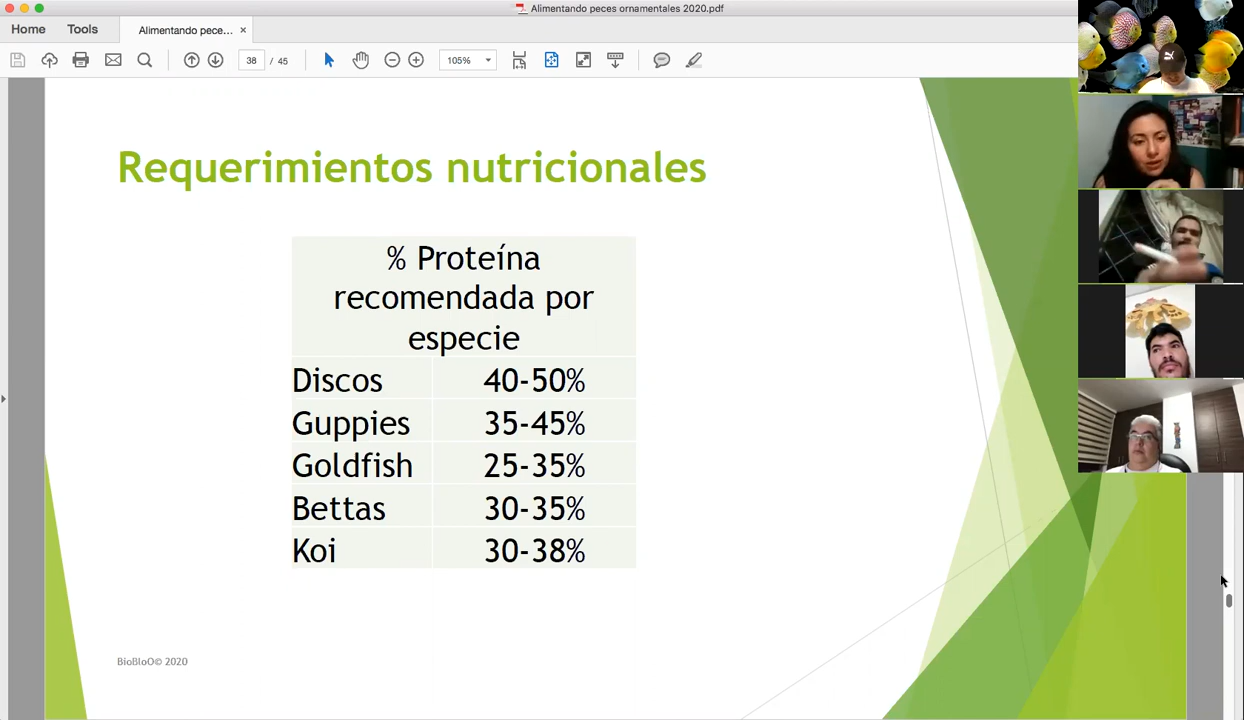 Alimentando peces ornamentales 2020.pdf
Home
Tools
Alimentando pece...
×
38 / 45
105%
Requerimientos nutricionales
% Proteína
recomendada por
especie
Discos 40-50%
Guppies 35-45%
Goldfish 25-35%
Bettas 30-35%
Koi 30-38%
BioBloO© 2020